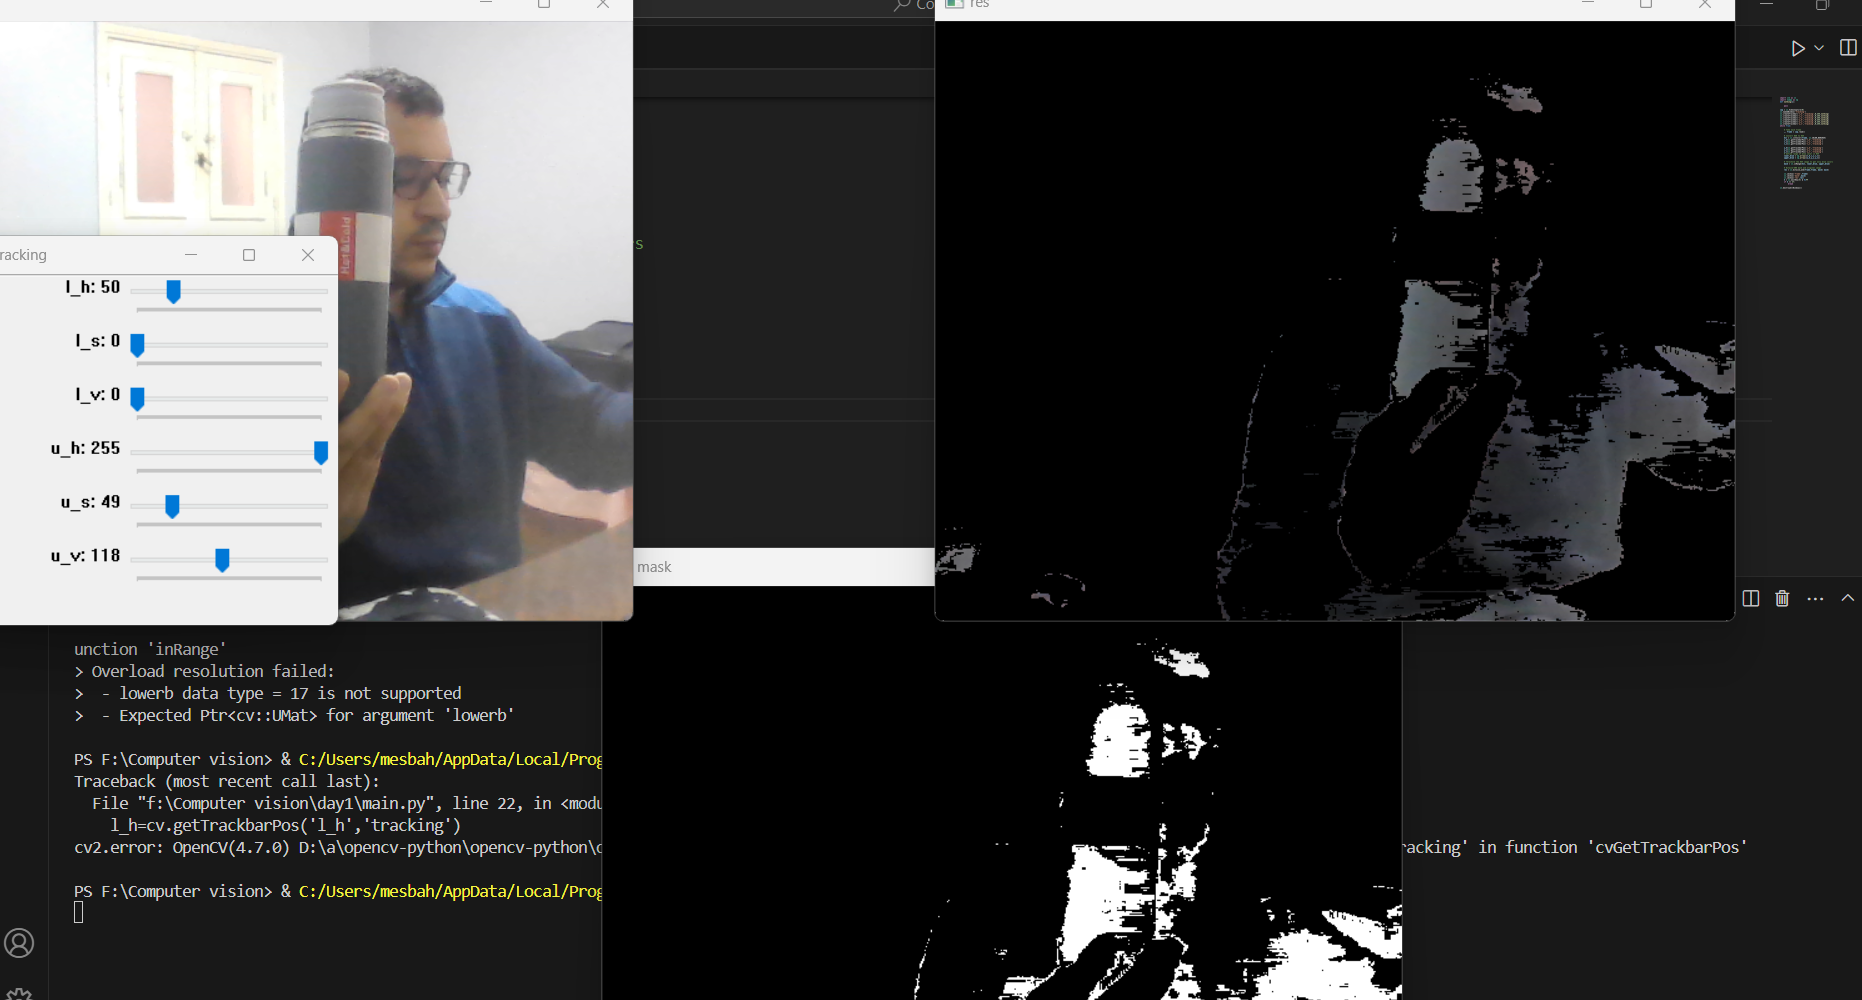 Co
res
racking
l_h: 50
l_s: 0
l_v: 0
u_h: 255
u_s: 49
u_v: 118
Hot&Cold
s
mask
unction 'inRange'
> Overload resolution failed:
>  - lowerb data type = 17 is not supported
>  - Expected Ptr<cv::UMat> for argument 'lowerb'
PS F:\Computer vision> & C:/Users/mesbah/AppData/Local/Prog
Traceback (most recent call last):
  File "f:\Computer vision\day1\main.py", line 22, in <modu
    l_h=cv.getTrackbarPos('l_h','tracking')
cv2.error: OpenCV(4.7.0) D:\a\opencv-python\opencv-python\o racking' in function 'cvGetTrackbarPos'
PS F:\Computer vision> & C:/Users/mesbah/AppData/Local/Prog